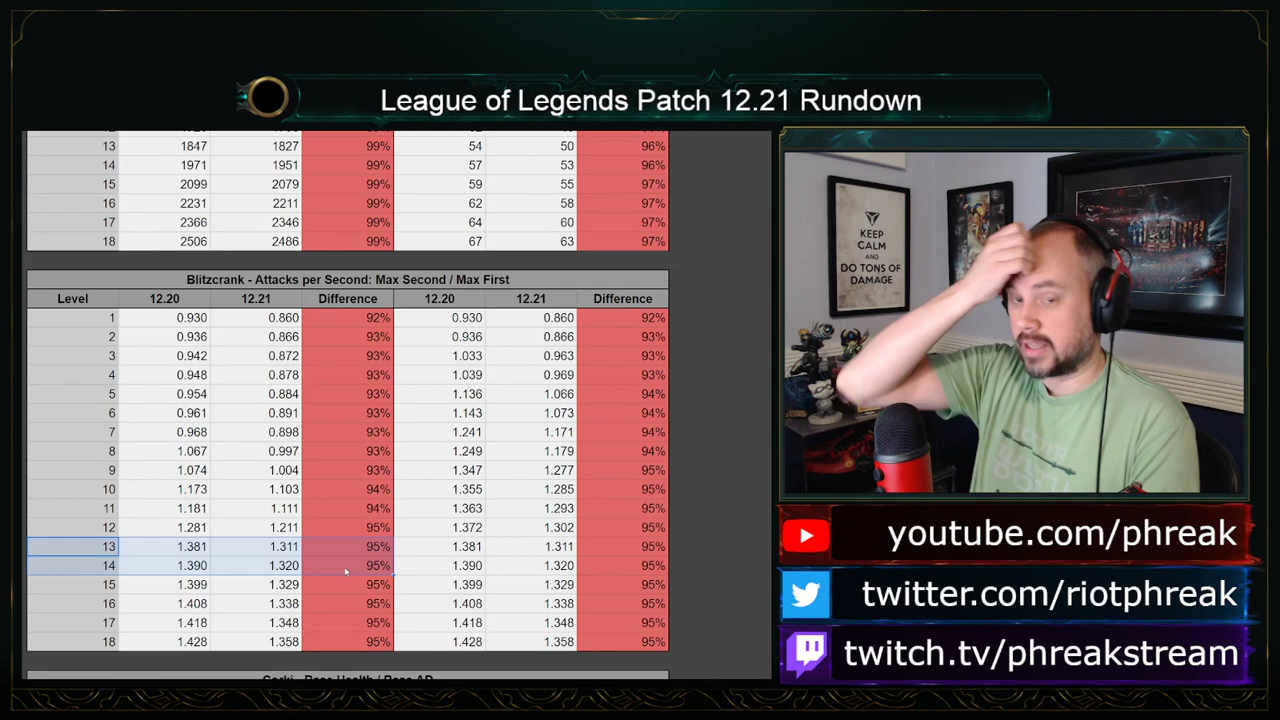 League of Legends Patch 12.21 Rundown
13 1847 1827 99% 54 50 96%
14 1971 1951 99% 57 53 96%
15 2099 2079 99% 59 55 97%
16 2231 2211 99% 62 58 97%
17 2366 2346 99% 64 60 97%
18 2506 2486 99% 67 63 97%
Blitzcrank - Attacks per Second: Max Second / Max First
Level 12.20 12.21 Difference 12.20 12.21 Difference
1 0.930 0.860 92% 0.930 0.860 92%
2 0.936 0.866 93% 0.936 0.866 93%
3 0.942 0.872 93% 1.033 0.963 93%
4 0.948 0.878 93% 1.039 0.969 93%
5 0.954 0.884 93% 1.136 1.066 94%
6 0.961 0.891 93% 1.143 1.073 94%
7 0.968 0.898 93% 1.241 1.171 94%
8 1.067 0.997 93% 1.249 1.179 94%
9 1.074 1.004 93% 1.347 1.277 95%
10 1.173 1.103 94% 1.355 1.285 95%
11 1.181 1.111 94% 1.363 1.293 95%
12 1.281 1.211 95% 1.372 1.302 95%
13 1.381 1.311 95% 1.381 1.311 95%
14 1.390 1.320 95% 1.390 1.320 95%
15 1.399 1.329 95% 1.399 1.329 95%
16 1.408 1.338 95% 1.408 1.338 95%
17 1.418 1.348 95% 1.418 1.348 95%
18 1.428 1.358 95% 1.428 1.358 95%
KEEP
CALM
AND
DO TONS OF
DAMAGE
youtube.com/phreak
twitter.com/riotphreak
twitch.tv/phreakstream